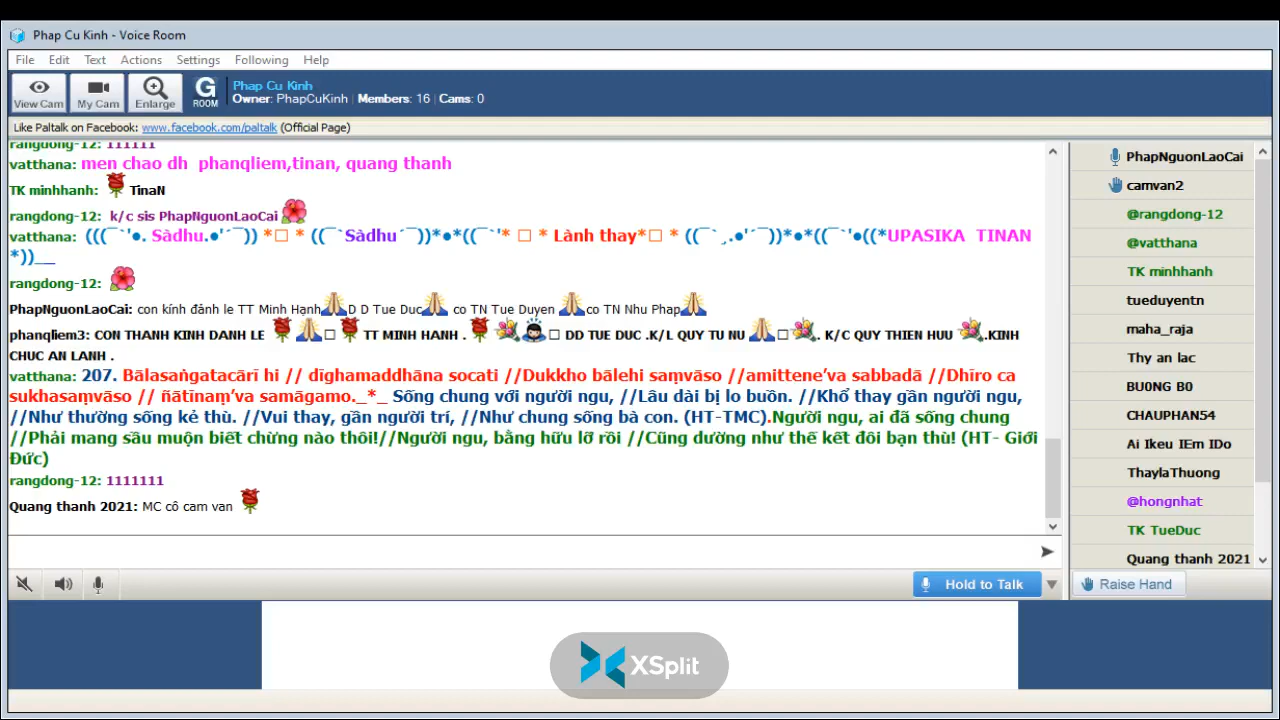 Phap Cu Kinh - Voice Room
File Edit Text Actions Settings Following Help
View Cam My Cam Enlarge G ROOM
Phap Cu Kinh
Owner: PhapCuKinh Members: 16 Cams: 0
Like Paltalk on Facebook: www.facebook.com/paltalk (Official Page)
rangdong-12: 111111
vatthana: men chao dh phanqliem,tinan, quang thanh
TK minhhanh: TinaN
rangdong-12: k/c sis PhapNguonLaoCai
vatthana: (((¯`'●. Sàdhu.●'´¯)) *□ * ((¯`Sàdhu´¯))*●*((¯`'* □ * Lành thay*□ * ((¯`¸.●'´¯))*●*((¯`'●((*UPASIKA TINAN
*))__
rangdong-12:
PhapNguonLaoCai: con kính đảnh le TT Minh Hạnh D D Tue Duc co TN Tue Duyen co TN Nhu Phap
phanqliem3: CON THANH KINH DANH LE □ TT MINH HANH . □ DD TUE DUC .K/L QUY TU NU □ . K/C QUY THIEN HUU .KINH
CHUC AN LANH .
vatthana: 207. Bālasaṅgatacārī hi // dīghamaddhāna socati //Dukkho bālehi saṃvāso //amittene’va sabbadā //Dhīro ca
sukhasaṃvāso // ñātīnaṃ’va samāgamo._*_ Sống chung với người ngu, //Lâu dài bị lo buồn. //Khổ thay gần người ngu,
//Như thường sống kẻ thù. //Vui thay, gần người trí, //Như chung sống bà con. (HT-TMC).Người ngu, ai đã sống chung
//Phải mang sầu muộn biết chừng nào thôi!//Người ngu, bằng hữu lỡ rồi //Cũng dường như thể kết đôi bạn thù! (HT- Giới
Đức)
rangdong-12: 1111111
Quang thanh 2021: MC cô cam van
Hold to Talk
PhapNguonLaoCai
camvan2
@rangdong-12
@vatthana
TK minhhanh
tueduyentn
maha_raja
Thy an lac
BU0NG B0
CHAUPHAN54
Ai Ikeu IEm IDo
ThaylaThuong
@hongnhat
TK TueDuc
Quang thanh 2021
Raise Hand
XSplit